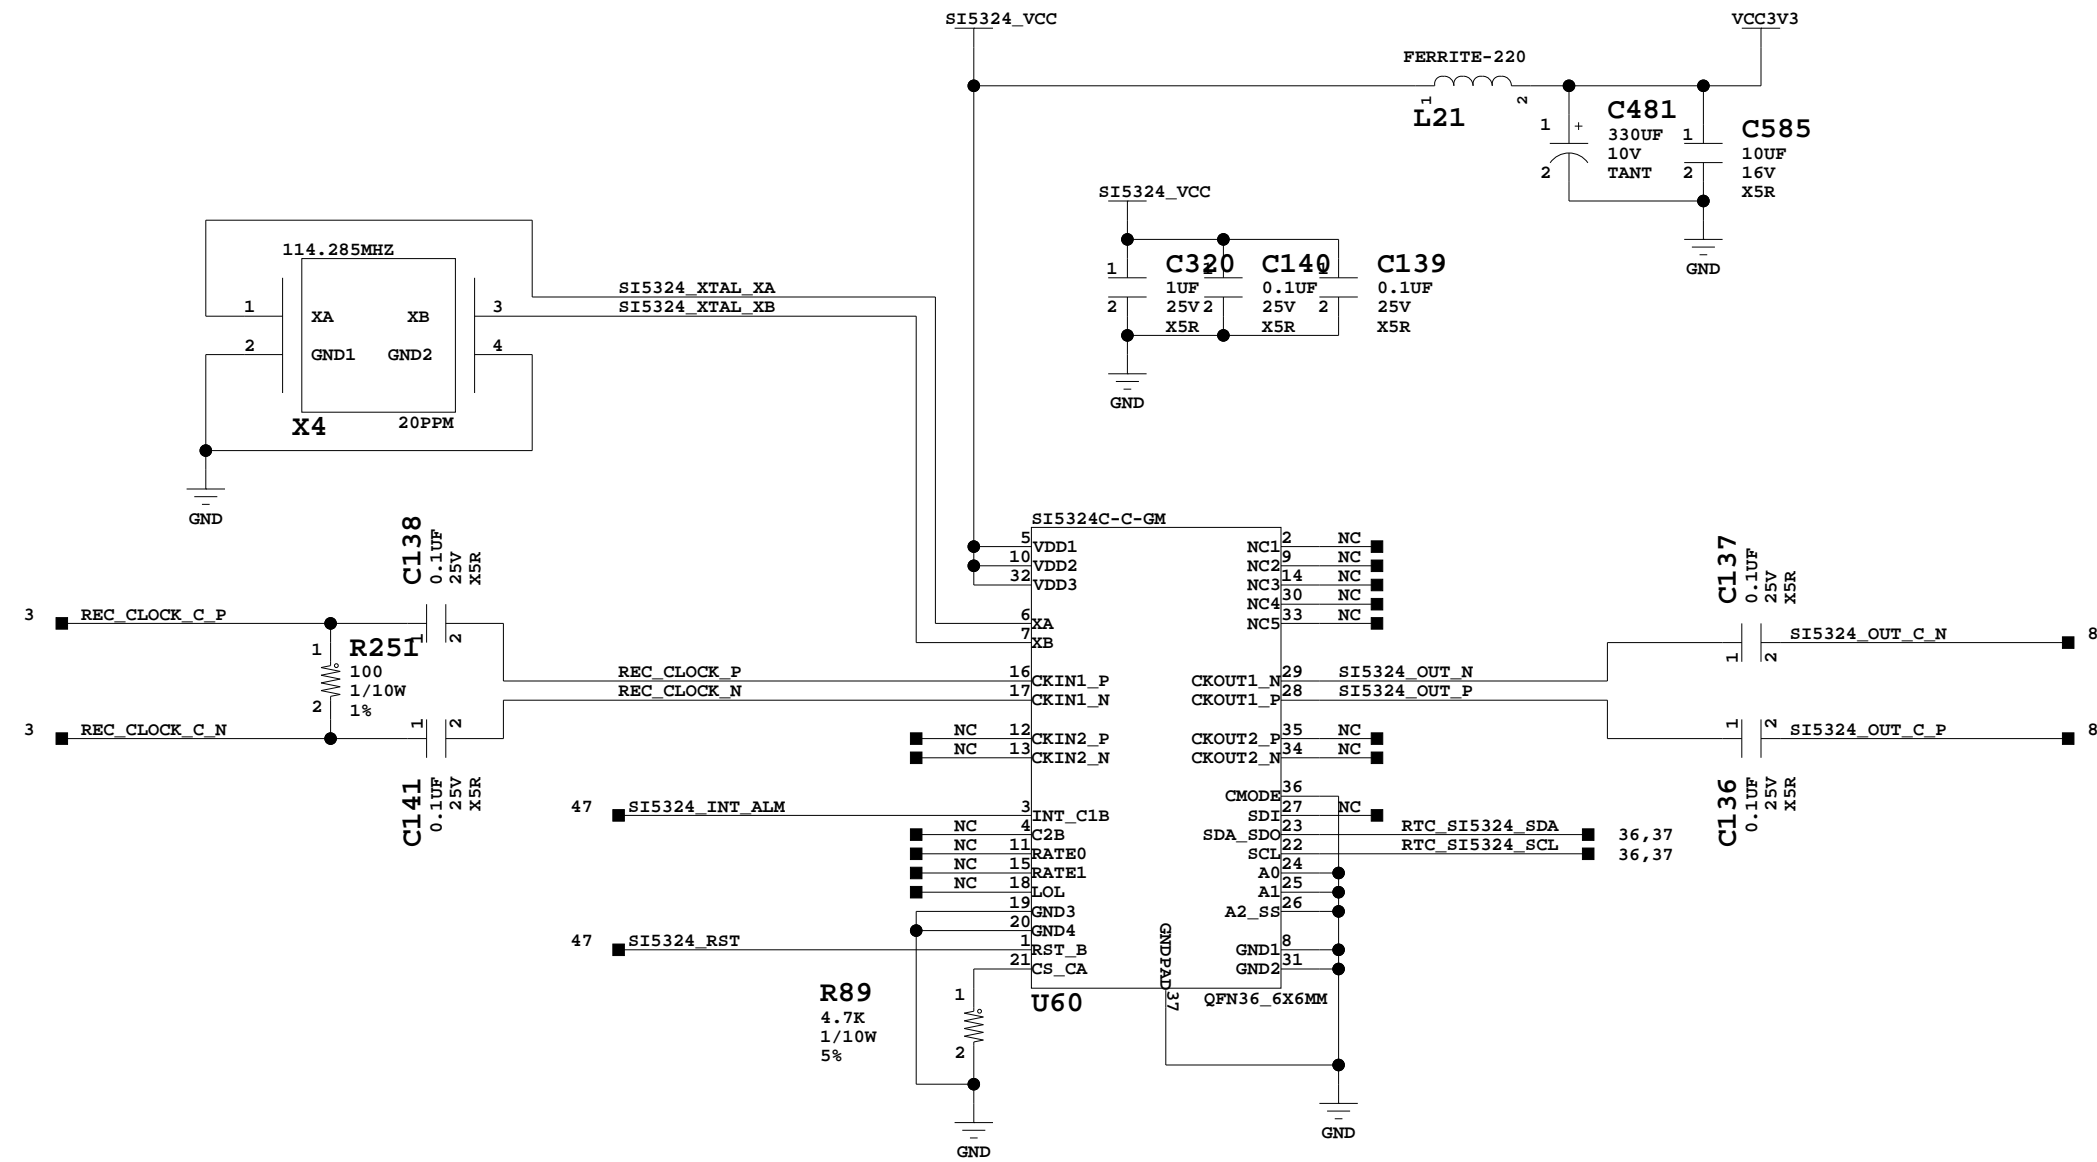 SI5324_VCC
VCC3V3
FERRITE-220
1
2
L21
1
+
2
C481
330UF
10V
TANT
1
2
C585
10UF
16V
X5R
GND
SI5324_VCC
1
2
C320
1UF
25V
X5R
2
C140
0.1UF
25V
X5R
1
2
C139
0.1UF
25V
X5R
GND
114.285MHZ
1
XA
XB
3
2
GND1
GND2
4
X4
20PPM
GND
SI5324_XTAL_XA
SI5324_XTAL_XB
C138
0.1UF
25V
X5R
3
REC_CLOCK_C_P
1
2
1
R251
100
1/10W
1%
2
3
REC_CLOCK_C_N
1
2
C141
0.1UF
25V
X5R
REC_CLOCK_P
REC_CLOCK_N
NC
NC
47
SI5324_INT_ALM
NC
NC
NC
NC
47
SI5324_RST
SI5324C-C-GM
5
VDD1
10
VDD2
32
VDD3
6
XA
7
XB
16
CKIN1_P
17
CKIN1_N
12
CKIN2_P
13
CKIN2_N
3
INT_C1B
4
C2B
11
RATE0
15
RATE1
18
LOL
19
GND3
20
GND4
1
RST_B
21
CS_CA
NC1
2
NC
NC2
9
NC
NC3
14
NC
NC4
30
NC
NC5
33
NC
CKOUT1_N
29
SI5324_OUT_N
CKOUT1_P
28
SI5324_OUT_P
CKOUT2_P
35
NC
CKOUT2_N
34
NC
CMODE
36
SDI
27
NC
SDA_SDO
23
RTC_SI5324_SDA
36,37
SCL
22
RTC_SI5324_SCL
36,37
A0
24
A1
25
A2_SS
26
GND1
8
GND2
31
GNDPAD
37
U60
QFN36_6X6MM
R89
4.7K
1/10W
5%
1
2
GND
GND
C137
0.1UF
25V
X5R
1
2
SI5324_OUT_C_N
8
1
2
SI5324_OUT_C_P
8
C136
0.1UF
25V
X5R